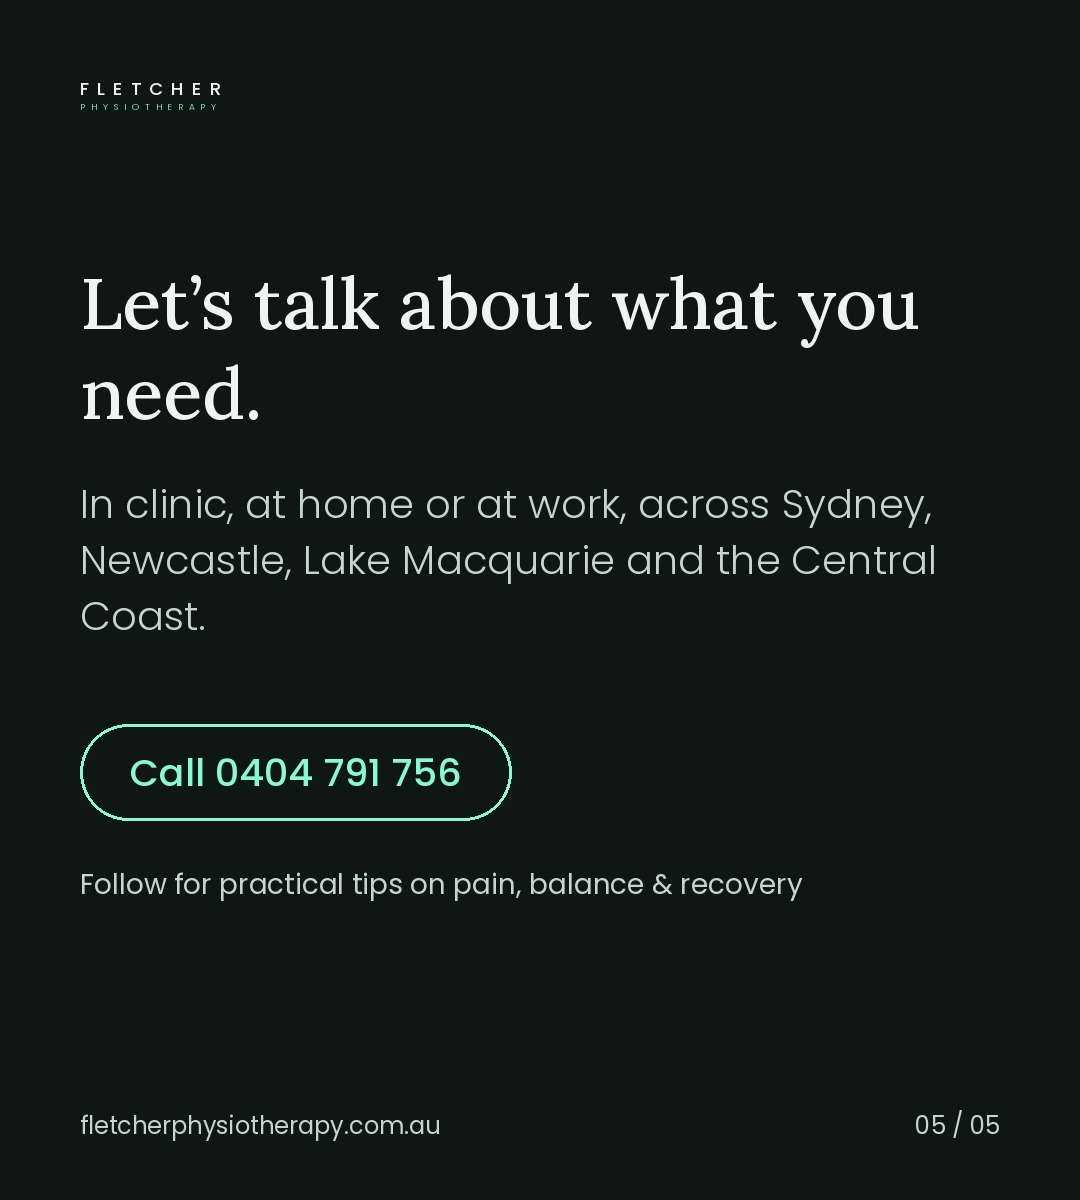 FLETCHER
PHYSIOTHERAPY
Let’s talk about what you
need.
In clinic, at home or at work, across Sydney,
Newcastle, Lake Macquarie and the Central
Coast.
Call 0404 791 756
Follow for practical tips on pain, balance & recovery
fletcherphysiotherapy.com.au
05 / 05